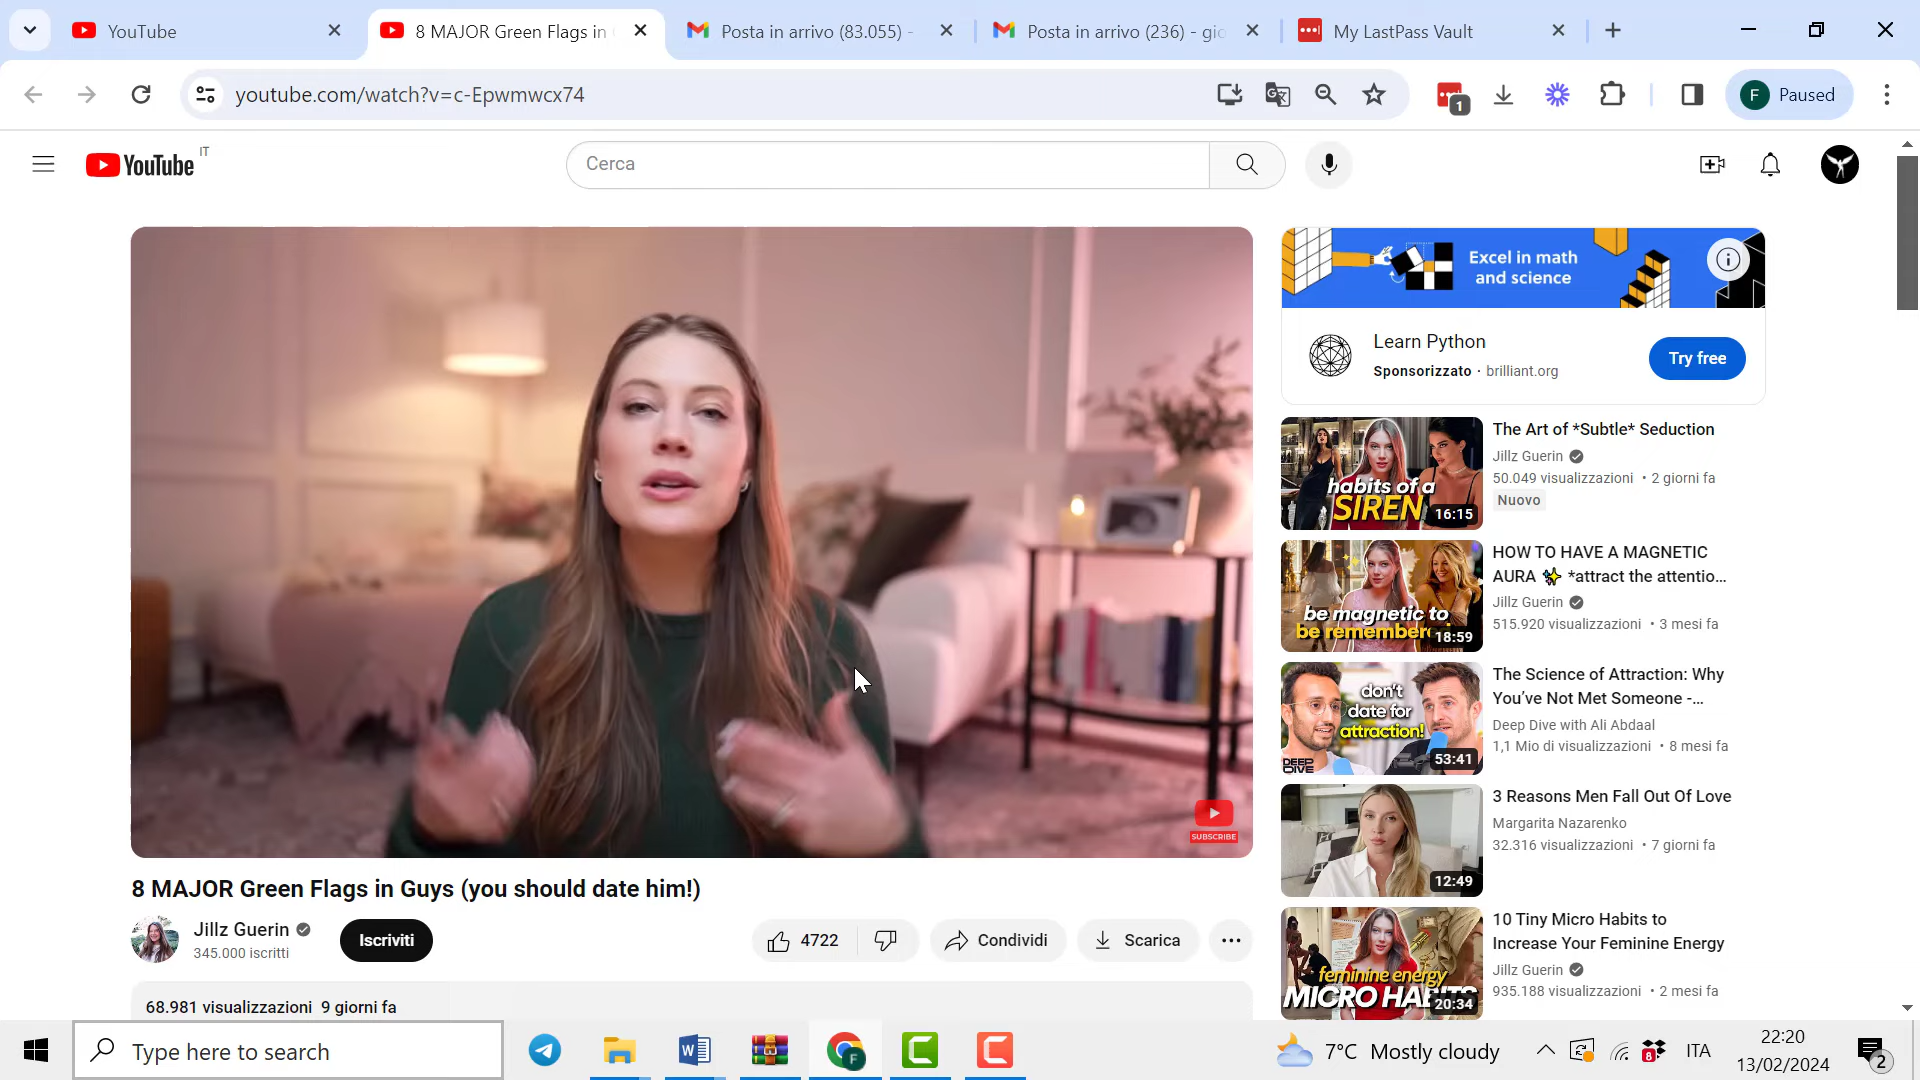 YouTube
8 MAJOR Green Flags in
Posta in arrivo (83.055) -
Posta in arrivo (236) - gio
My LastPass Vault
youtube.com/watch?v=c-Epwmwcx74
1
F
Paused
YouTube IT
Cerca
Excel in math
and science
Learn Python
Sponsorizzato · brilliant.org
Try free
habits of a
SIREN
16:15
The Art of *Subtle* Seduction
Jillz Guerin
50.049 visualizzazioni • 2 giorni fa
Nuovo
be magnetic to
18:59
HOW TO HAVE A MAGNETIC
AURA ✨ *attract the attentio...
Jillz Guerin
515.920 visualizzazioni • 3 mesi fa
don't
date for
attraction!
DEEP
DIVE
53:41
The Science of Attraction: Why
You've Not Met Someone -...
Deep Dive with Ali Abdaal
1,1 Mio di visualizzazioni • 8 mesi fa
12:49
3 Reasons Men Fall Out Of Love
Margarita Nazarenko
32.316 visualizzazioni • 7 giorni fa
feminine energy
MICRO HABITS
20:34
10 Tiny Micro Habits to
Increase Your Feminine Energy
Jillz Guerin
935.188 visualizzazioni • 2 mesi fa
SUBSCRIBE
8 MAJOR Green Flags in Guys (you should date him!)
Jillz Guerin
345.000 iscritti
Iscriviti
4722
Condividi
Scarica
68.981 visualizzazioni 9 giorni fa
Type here to search
7°C Mostly cloudy
8
ITA
22:20
13/02/2024
2